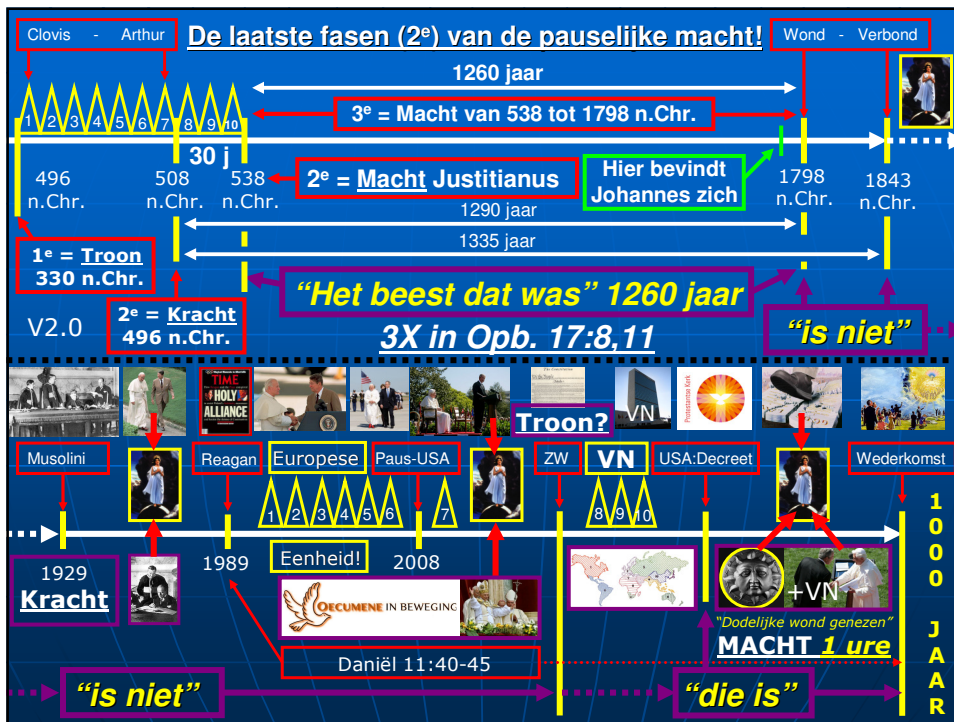 Clovis - Arthur
De laatste fasen (2e) van de pauselijke macht!
Wond - Verbond
1260 jaar
1 2 3 4 5 6 7 8 9 10
3e = Macht van 538 tot 1798 n.Chr.
30 j
496 n.Chr.
508 n.Chr.
538 n.Chr.
2e = Macht Justitianus
Hier bevindt
Johannes zich
1798 n.Chr.
1843 n.Chr.
1290 jaar
1335 jaar
1e = Troon
330 n.Chr.
2e = Kracht
496 n.Chr.
“Het beest dat was” 1260 jaar
“is niet”
V2.0
3X in Opb. 17:8,11
TIME
HOLY
ALLIANCE
Troon?
VN
Protestantse Kerk
Musolini
Reagan
Europese
Paus-USA
ZW
VN
USA:Decreet
Wederkomst
1 2 3 4 5 6
7
8 9 10
1929
Kracht
1989
Eenheid!
2008
OECUMENE IN BEWEGING
+VN
“Dodelijke wond genezen”
MACHT 1 ure
Daniël 11:40-45
“is niet”
“die is”
1000 JAAR